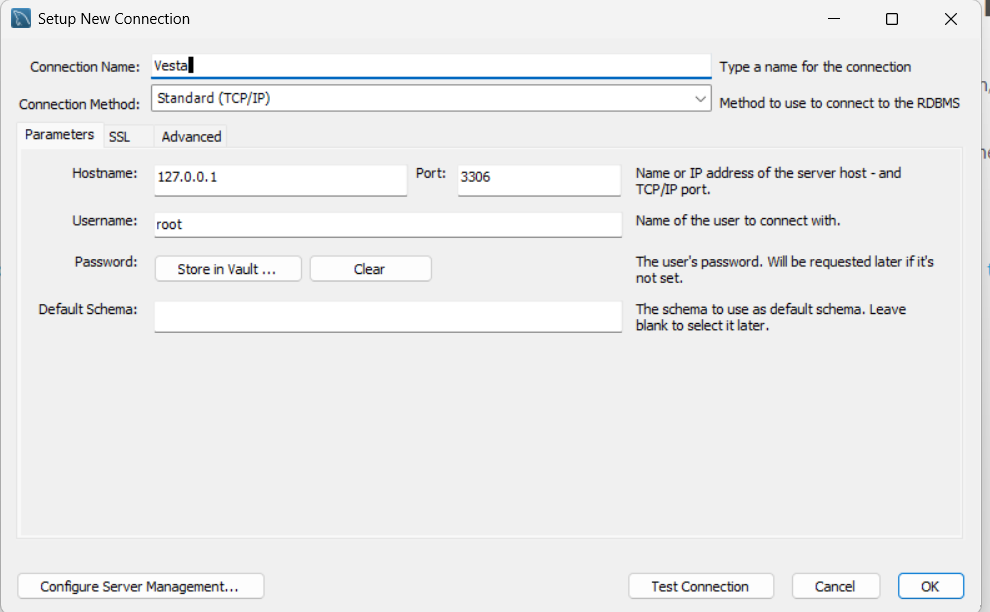 Setup New Connection
Connection Name: Vesta Type a name for the connection
Connection Method: Standard (TCP/IP) Method to use to connect to the RDBMS
Parameters SSL Advanced
Hostname: 127.0.0.1 Port: 3306 Name or IP address of the server host - and
TCP/IP port.
Username: root Name of the user to connect with.
Password: Store in Vault ... Clear The user's password. Will be requested later if it's
not set.
Default Schema: The schema to use as default schema. Leave
blank to select it later.
Configure Server Management... Test Connection Cancel OK